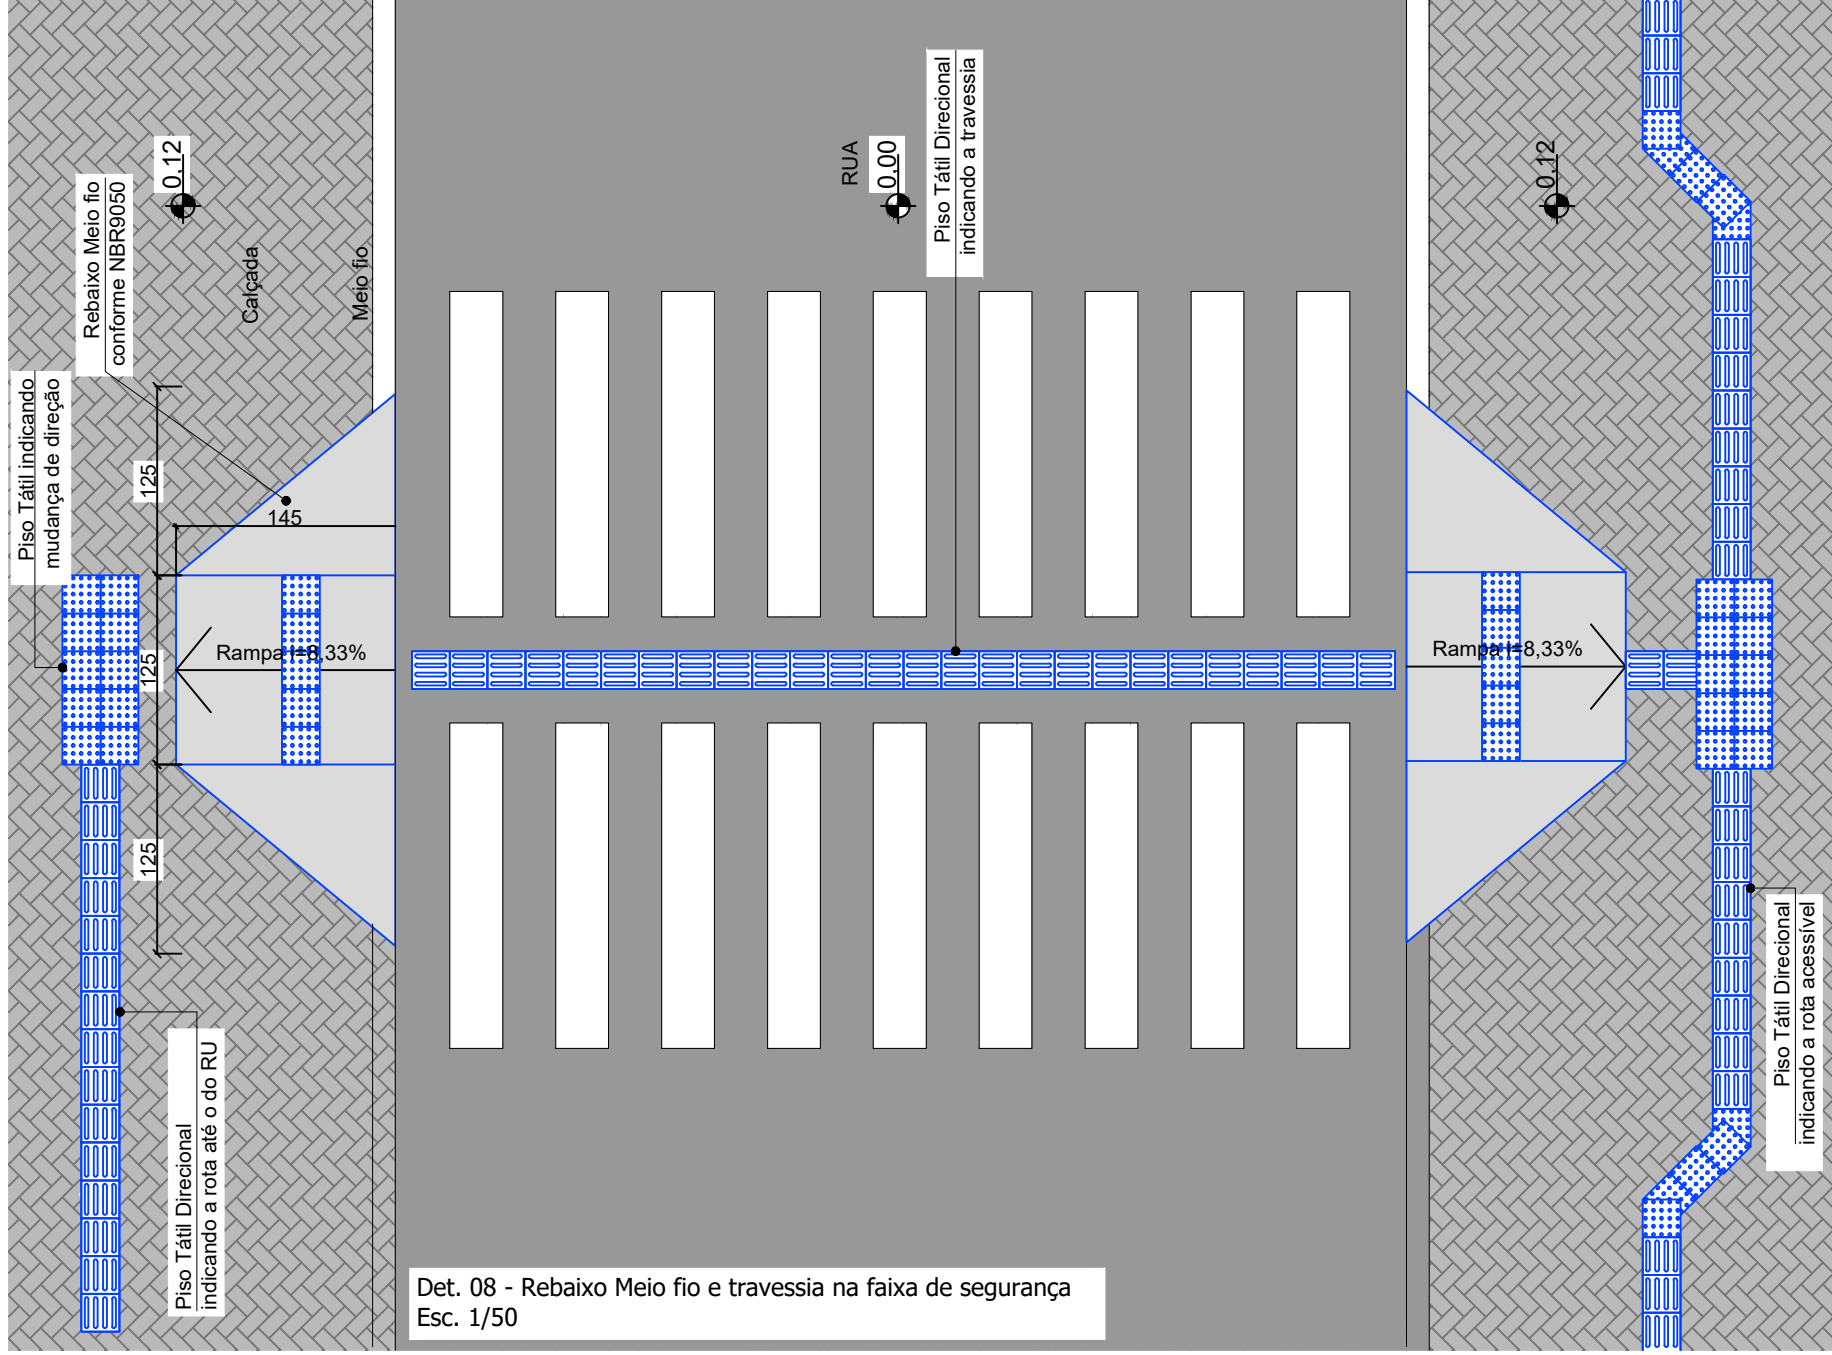 Piso Tátil indicando
mudança de direção
Rebaixo Meio fio
conforme NBR9050
0,12
Calçada
Meio fio
125
145
125
125
Rampa i=8,33%
RUA
0,00
Piso Tátil Direcional
indicando a travessia
0,12
Rampa i=8,33%
Piso Tátil Direcional
indicando a rota até o do RU
Piso Tátil Direcional
indicando a rota acessível
Det. 08 - Rebaixo Meio fio e travessia na faixa de segurança
Esc. 1/50